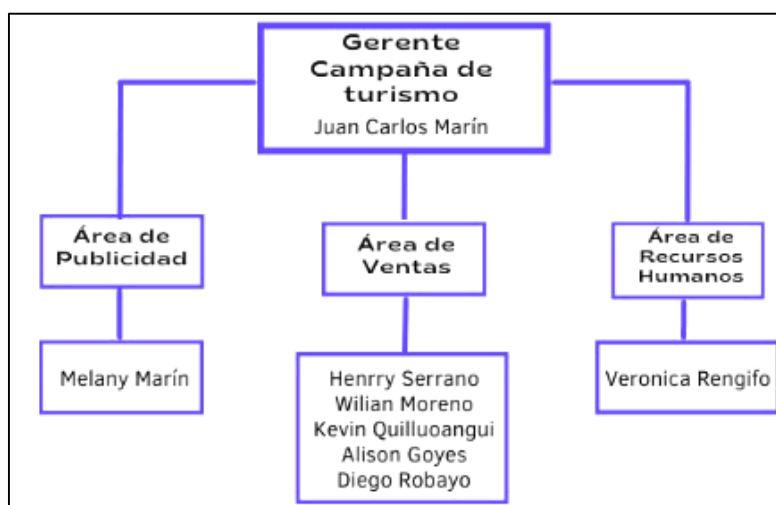 Gerente
Campaña de
turismo
Juan Carlos Marín
Área de
Publicidad
Melany Marín
Área de
Ventas
Henrry Serrano
Wilian Moreno
Kevin Quilluoangui
Alison Goyes
Diego Robayo
Área de
Recursos
Humanos
Veronica Rengifo